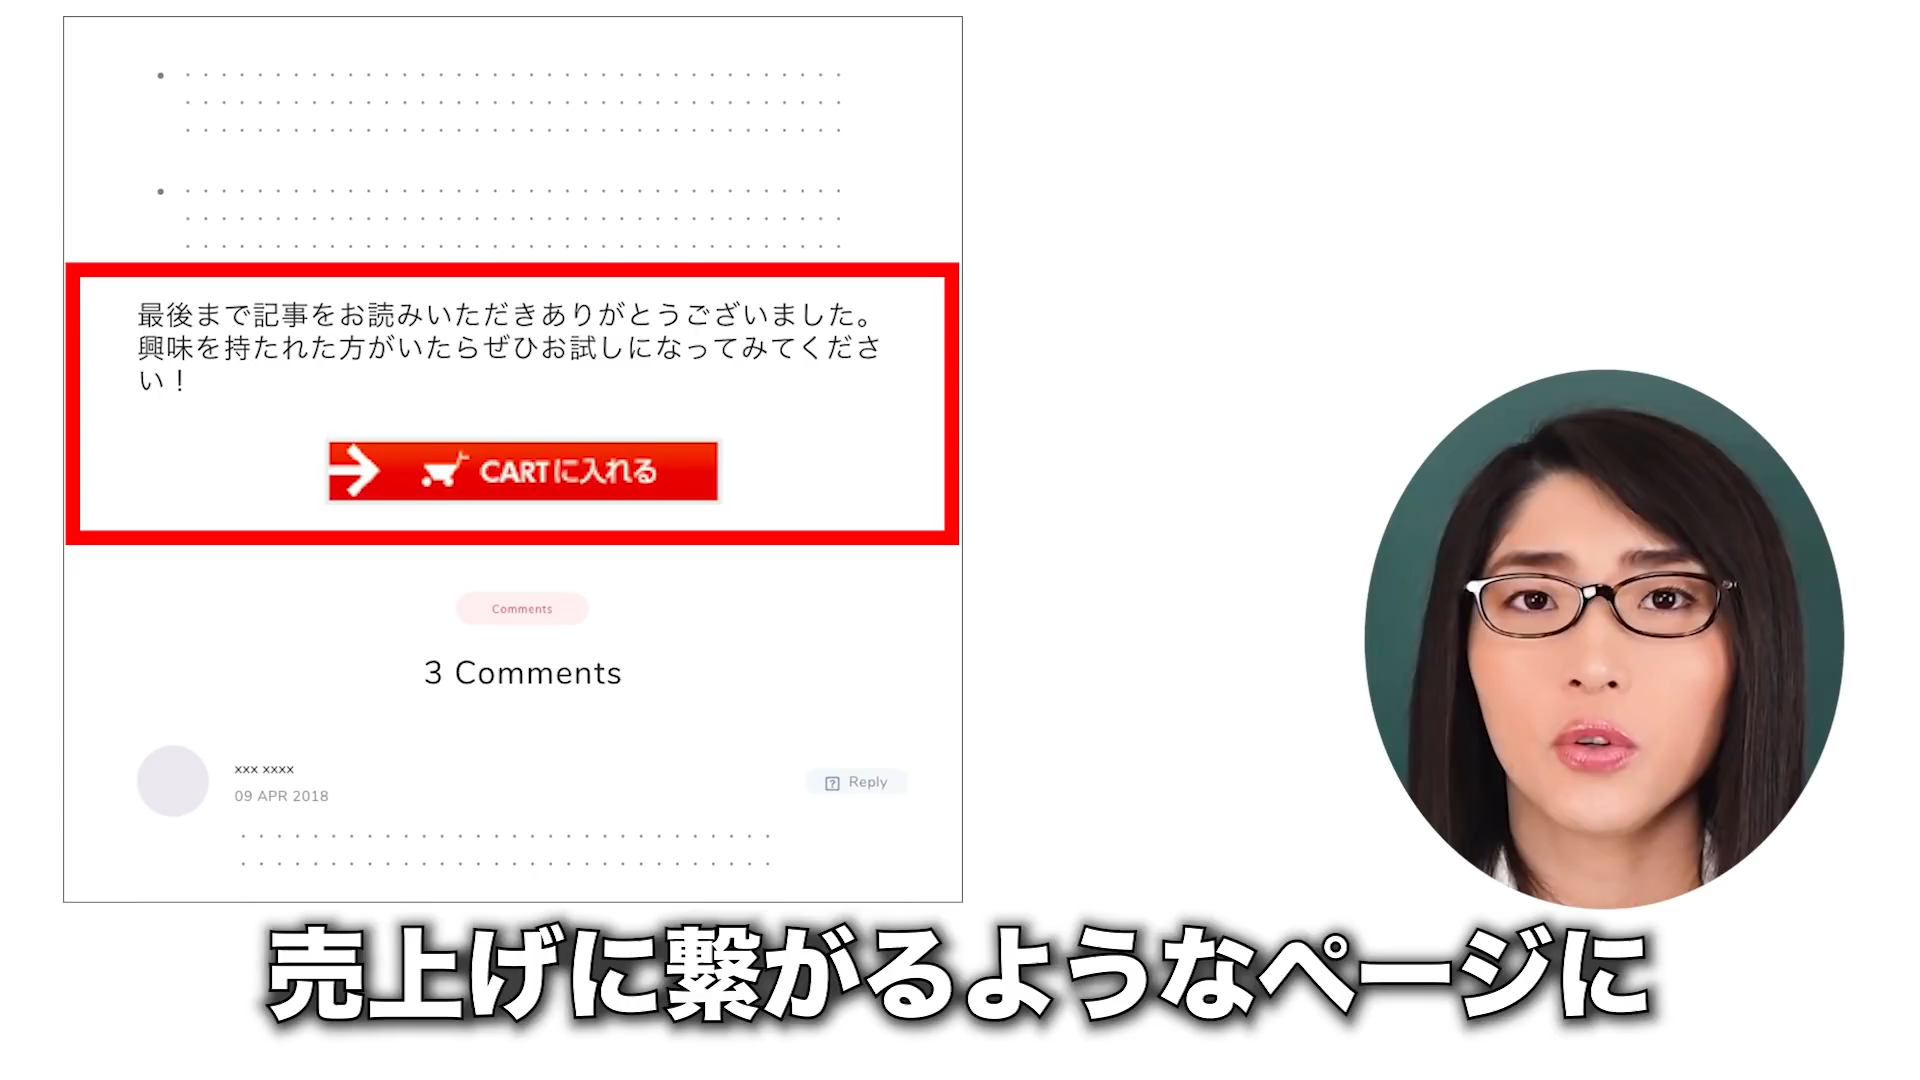 最後まで記事をお読みいただきありがとうございました。
興味を持たれた方がいたらぜひお試しになってみてくださ
い！
CARTに入れる
Comments
3 Comments
xxx xxxx
09 APR 2018
Reply
売上げに繋がるようなページに